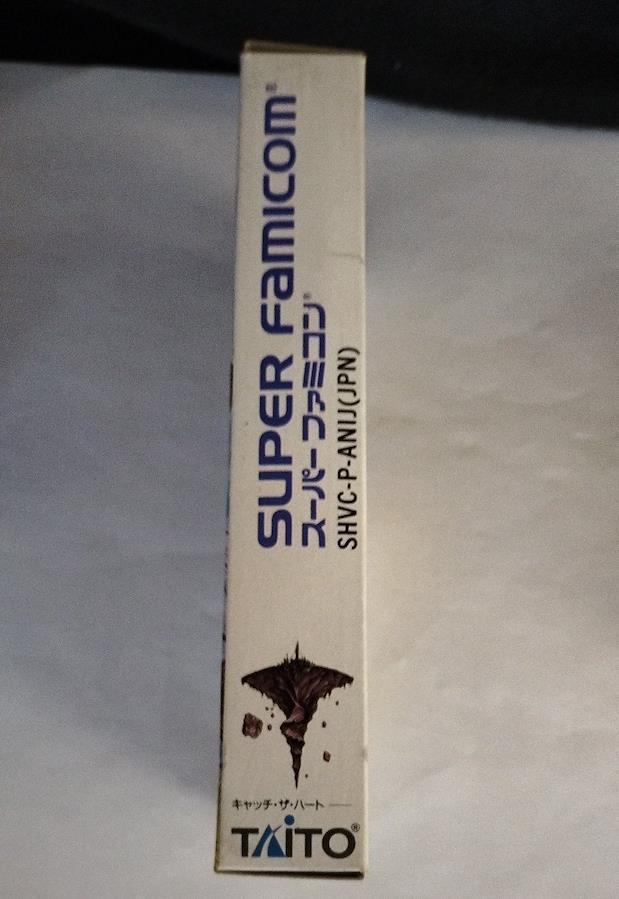 SUPER FAMICOM®
スーパーファミコン®
SHVC-P-ANIJ(JPN)
キャッチ・ザ・ハート
TAITO®